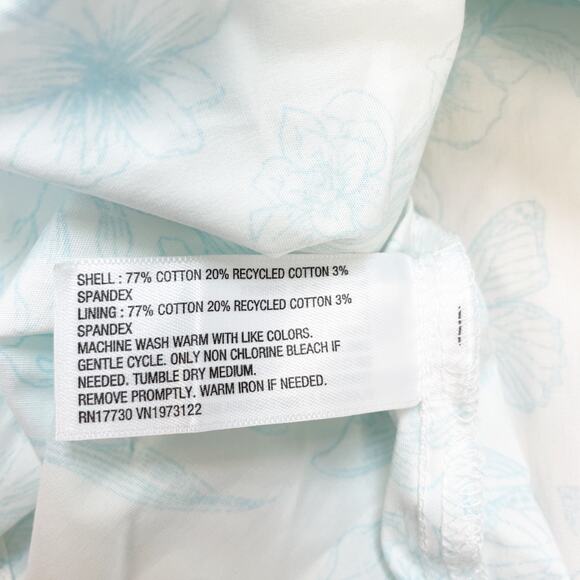 SHELL : 77% COTTON 20% RECYCLED COTTON 3%
SPANDEX
LINING : 77% COTTON 20% RECYCLED COTTON 3%
SPANDEX
MACHINE WASH WARM WITH LIKE COLORS.
GENTLE CYCLE. ONLY NON CHLORINE BLEACH IF
NEEDED. TUMBLE DRY MEDIUM.
REMOVE PROMPTLY. WARM IRON IF NEEDED.
RN17730 VN1973122